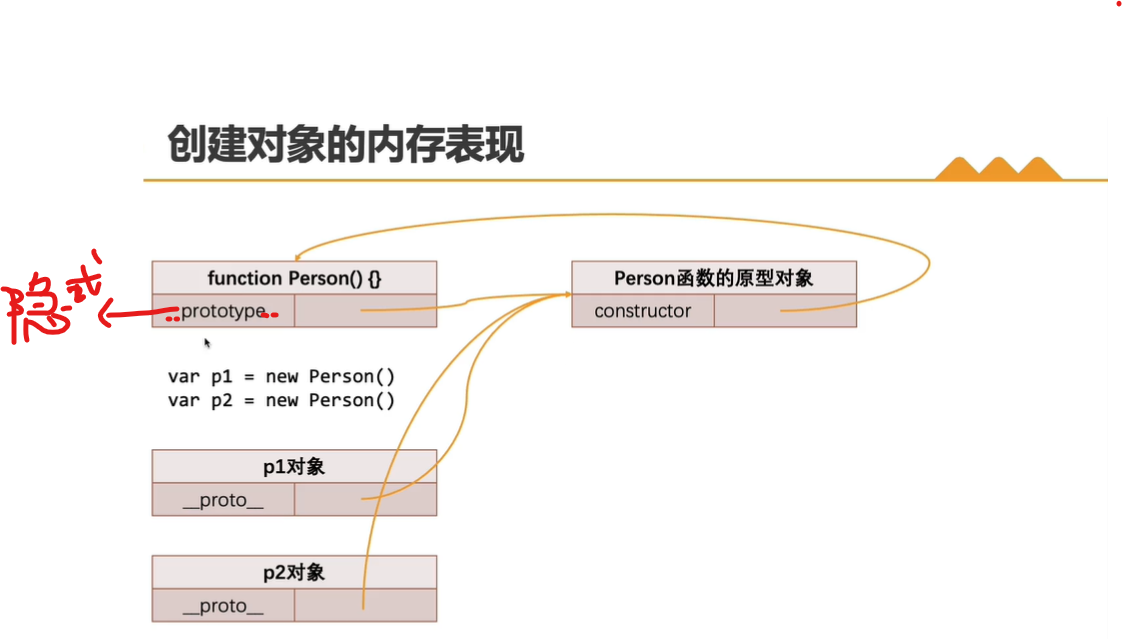 创建对象的内存表现
function Person() {}
Person函数的原型对象
隐式
prototype
constructor
var p1 = new Person()
var p2 = new Person()
p1对象
__proto__
p2对象
__proto__